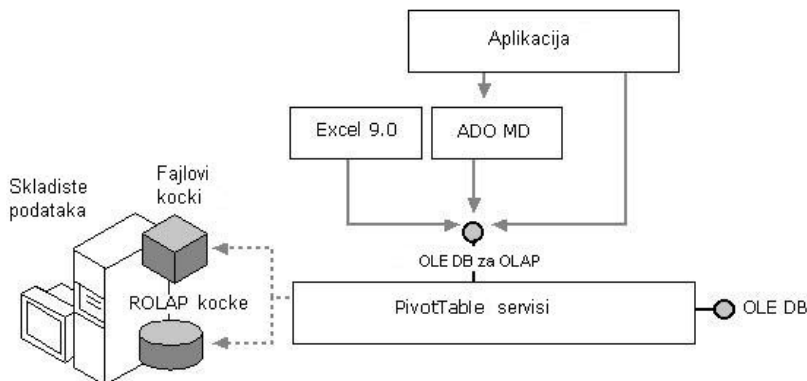 Aplikacija
Excel 9.0
ADO MD
Skladiste
podataka
Fajlovi
kocki
OLE DB za OLAP
ROLAP kocke
PivotTable servisi
OLE DB